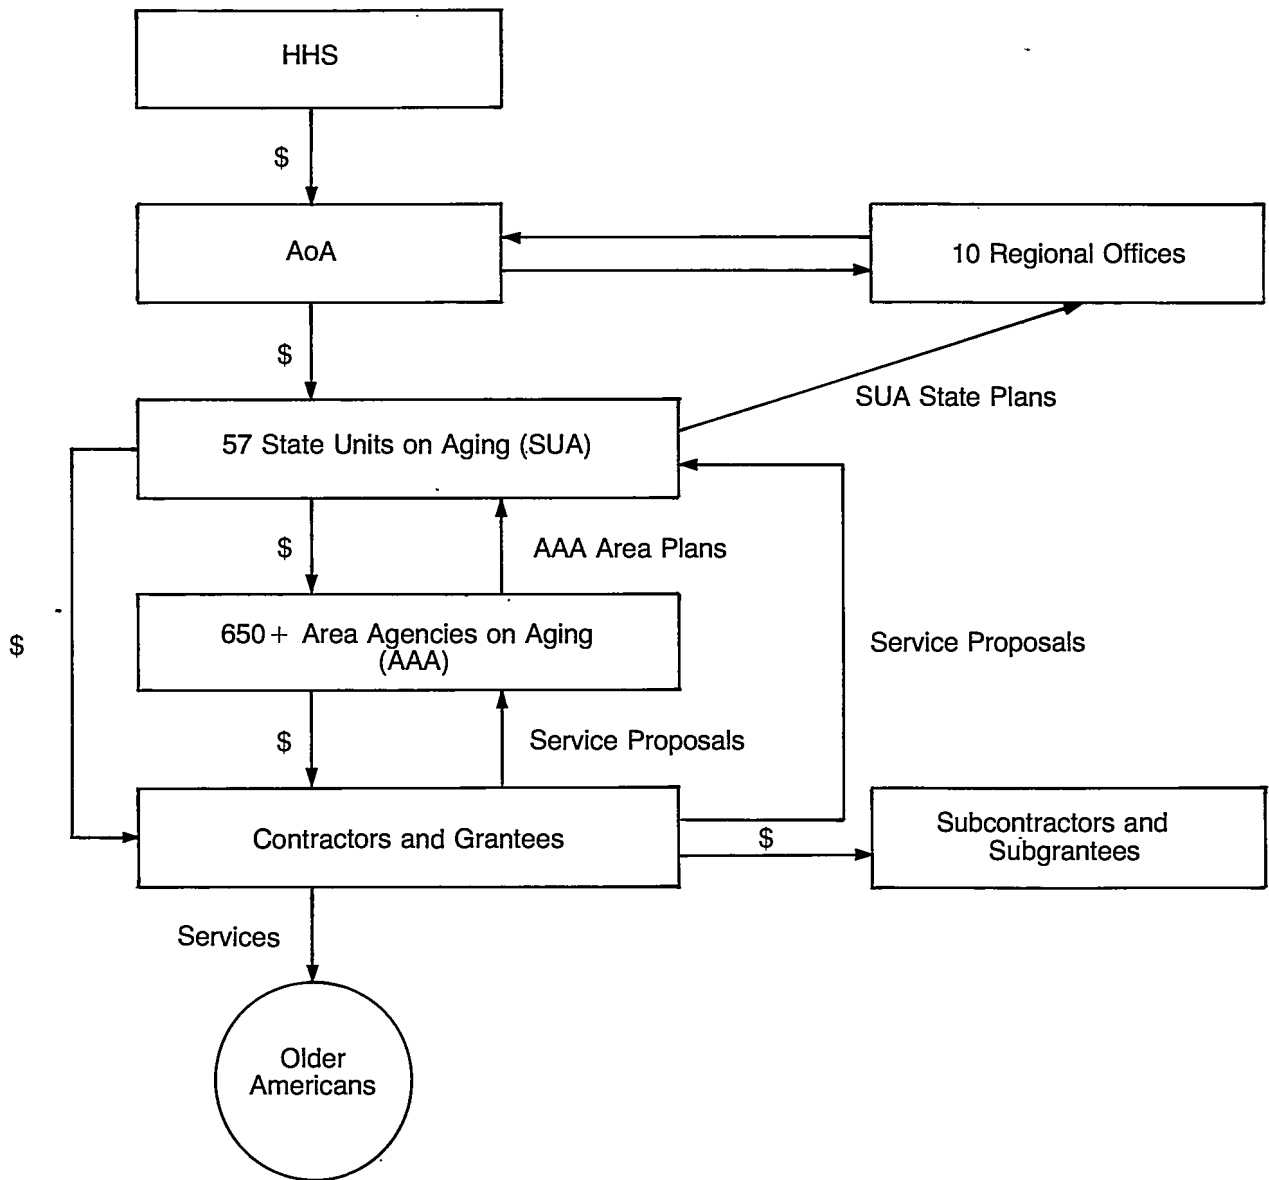 HHS
$
AoA
10 Regional Offices
$
SUA State Plans
57 State Units on Aging (SUA)
$
AAA Area Plans
650+ Area Agencies on Aging
(AAA)
$
Service Proposals
$
Service Proposals
Contractors and Grantees
$
Subcontractors and
Subgrantees
Services
Older
Americans